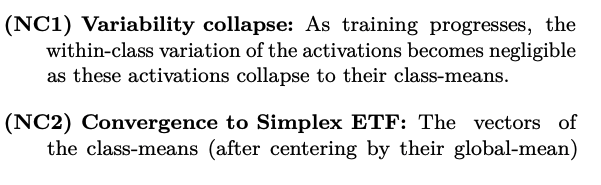 (NC1) Variability collapse: As training progresses, the
within-class variation of the activations becomes negligible
as these activations collapse to their class-means.
(NC2) Convergence to Simplex ETF: The vectors of
the class-means (after centering by their global-mean)